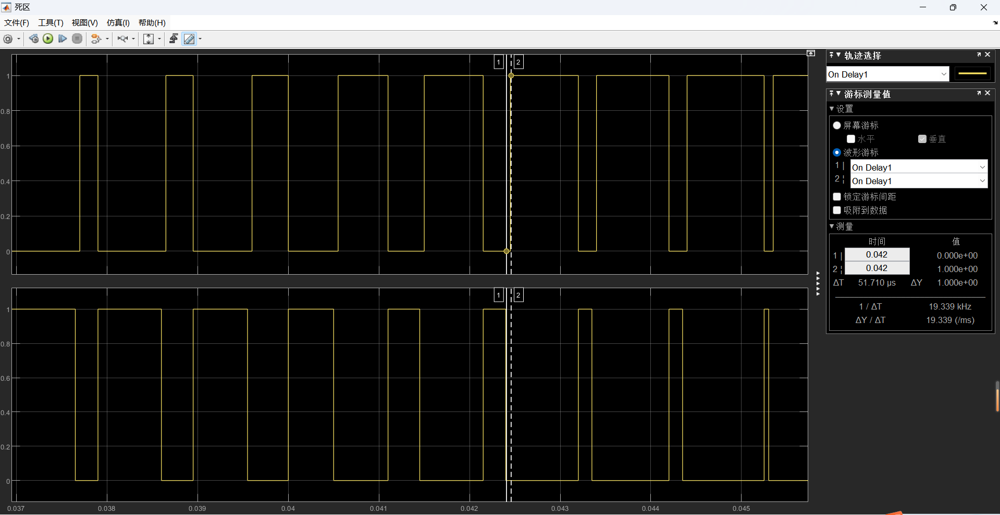 死区
文件(F) 工具(T) 视图(V) 仿真(I) 帮助(H)
1 2
1
0.8
0.6
0.4
0.2
0
1 2
1
0.8
0.6
0.4
0.2
0
0.037 0.038 0.039 0.04 0.041 0.042 0.043 0.044 0.045
轨迹选择
On Delay1
游标测量值
设置
屏幕游标
水平 垂直
波形游标
1 On Delay1
2 On Delay1
锁定游标间距
吸附到数据
测量
时间 值
1 | 0.042 0.000e+00
2 ¦ 0.042 1.000e+00
ΔT 51.710 µs ΔY 1.000e+00
1 / ΔT 19.339 kHz
ΔY / ΔT 19.339 (/ms)